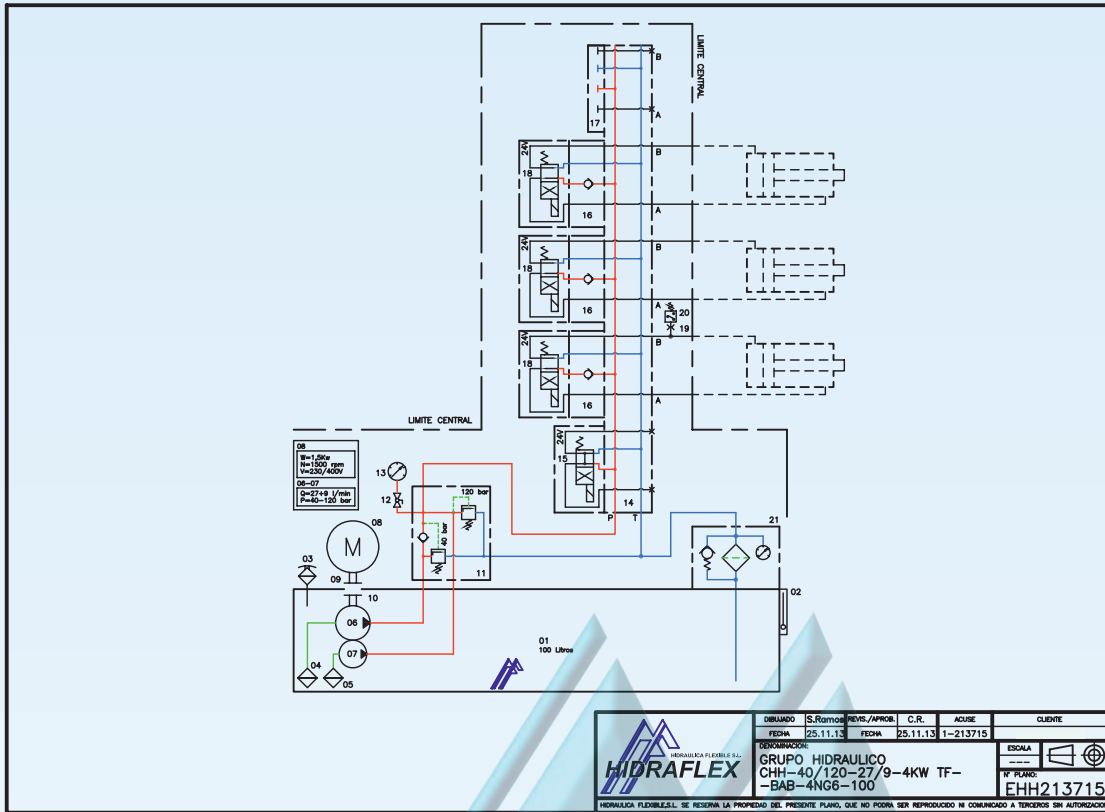 LIMITE CENTRAL
B
A
17
24V
18
B
16
A
24V
18
B
16
A
20
19
24V
18
B
16
A
LIMITE CENTRAL
24V
15
14
P T
08
W=1,5Kw
N=1500 rpm
V=230/400V
06-07
Q=27+9 l/min
P=40-120 bar
13
12
120 bar
40 bar
11
21
08
M
03
09
10
02
06
07
04
05
01
100 Litros
HIDRAULICA FLEXIBLE S.L.
HIDRAFLEX
DIBUJADO S.Ramos REVIS./APROB. C.R. ACUSE CLIENTE
FECHA 25.11.13 FECHA 25.11.13 1-213715
DENOMINACION:
GRUPO HIDRAULICO
CHH-40/120-27/9-4KW TF-
-BAB-4NG6-100
ESCALA
---
Nº PLANO:
EHH213715
HIDRAULICA FLEXIBLE,S.L. SE RESERVA LA PROPIEDAD DEL PRESENTE PLANO, QUE NO PODRA SER REPRODUCIDO NI COMUNICADO A TERCEROS SIN AUTORIZACIO